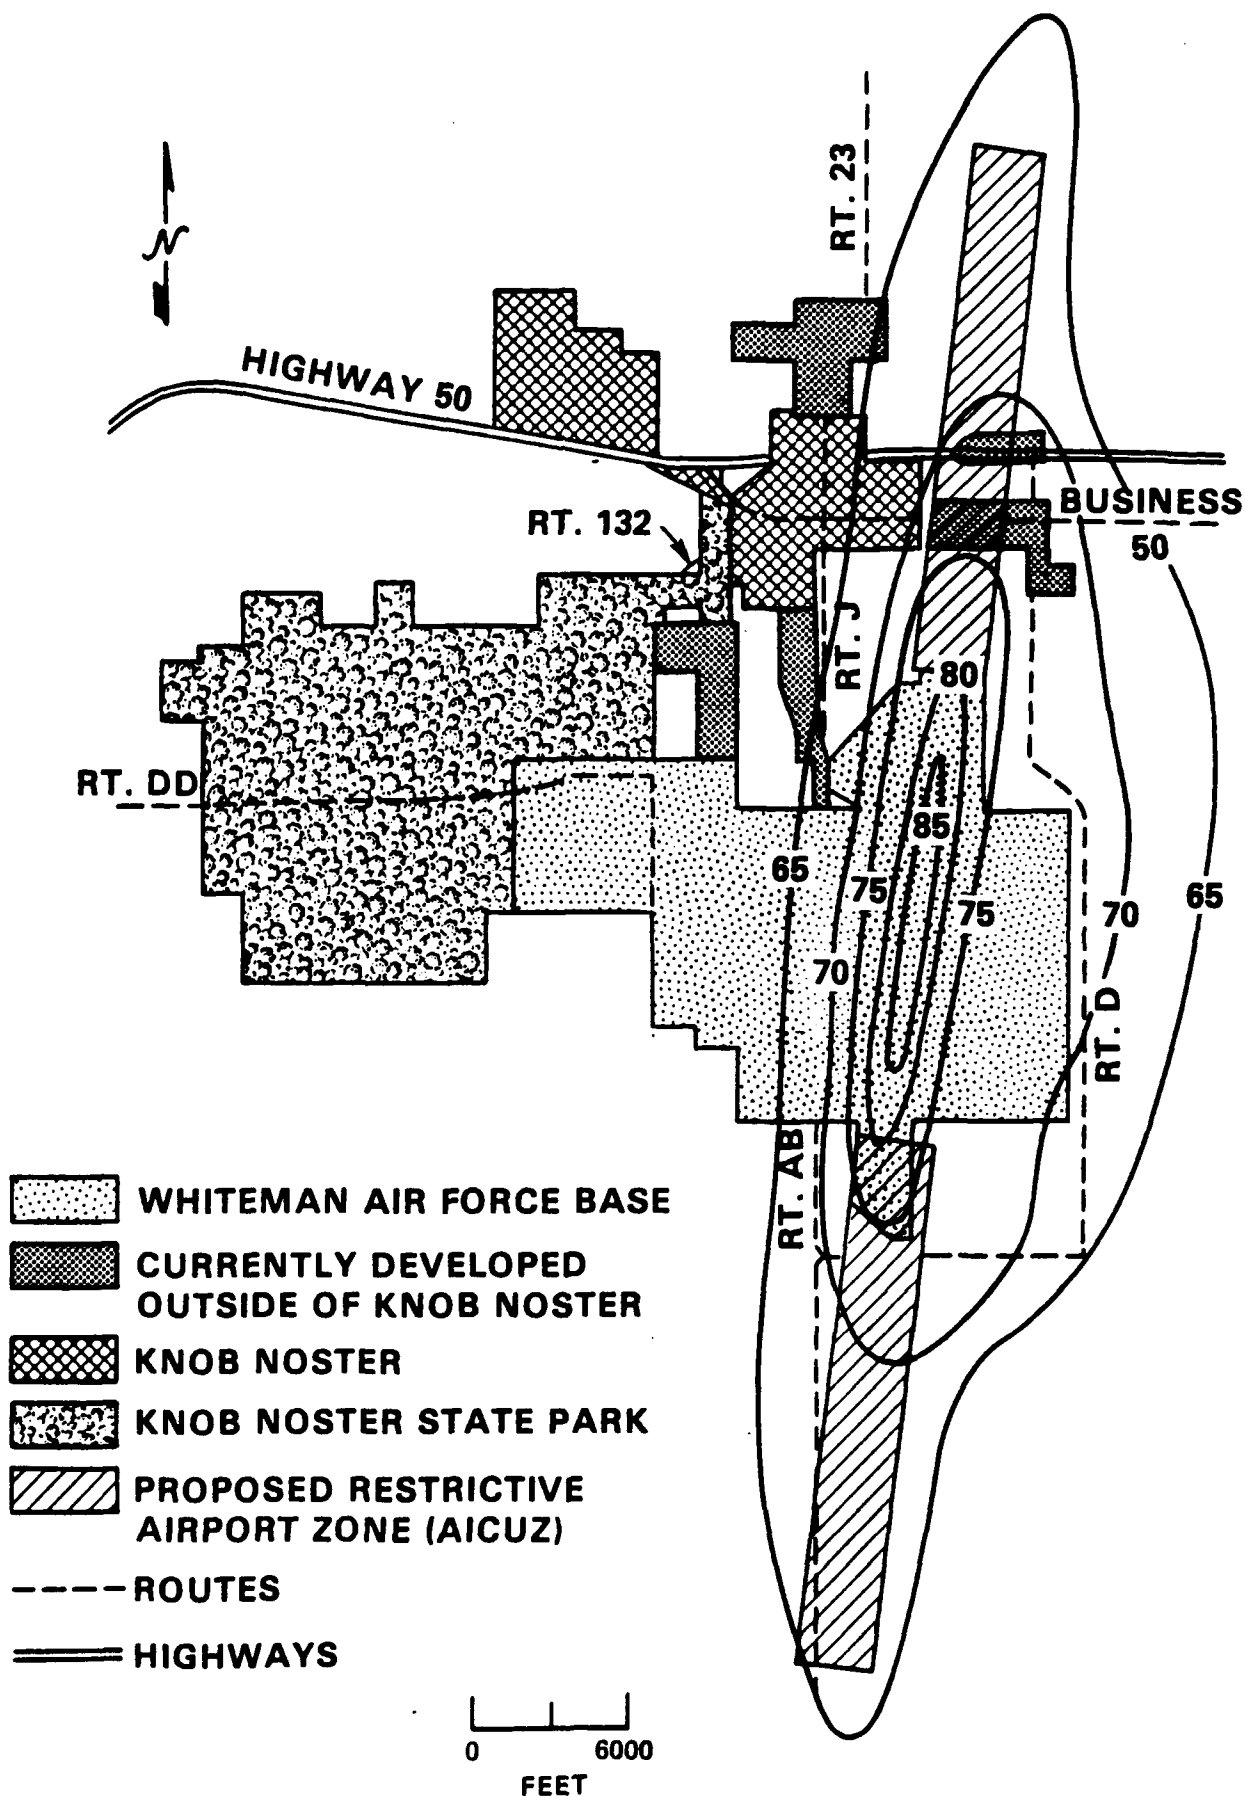 RT. 23
N
HIGHWAY 50
BUSINESS
50
RT. 132
RT. J
80
RT. DD
85
65
75
75
70
65
70
RT. D
RT. AB
WHITEMAN AIR FORCE BASE
CURRENTLY DEVELOPED
OUTSIDE OF KNOB NOSTER
KNOB NOSTER
KNOB NOSTER STATE PARK
PROPOSED RESTRICTIVE
AIRPORT ZONE (AICUZ)
ROUTES
HIGHWAYS
0 6000
FEET